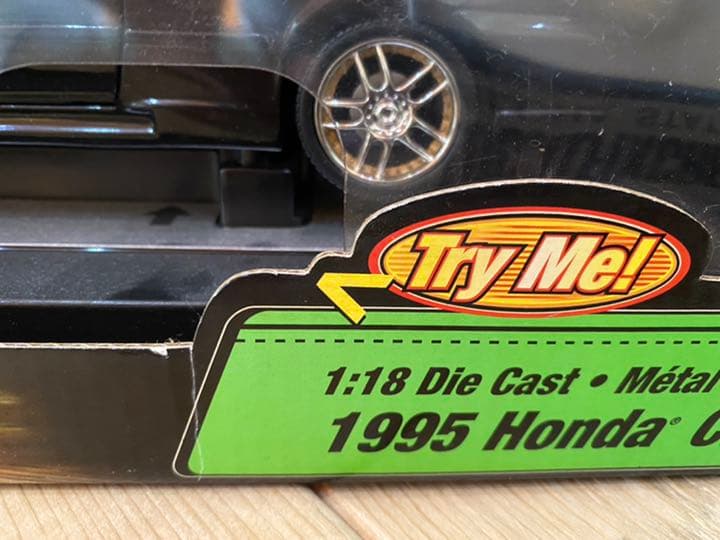 Try Me!
1:18 Die Cast • Métal
1995 Honda® C